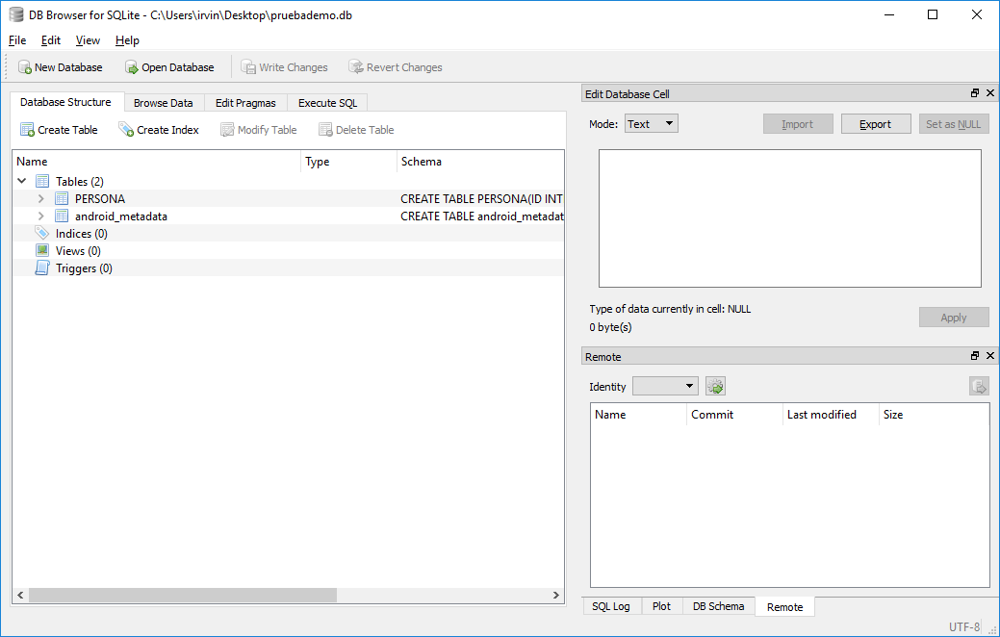 DB Browser for SQLite - C:\Users\irvin\Desktop\pruebademo.db
File Edit View Help
New Database Open Database Write Changes Revert Changes
Database Structure Browse Data Edit Pragmas Execute SQL
Create Table Create Index Modify Table Delete Table
Name Type Schema
Tables (2)
PERSONA CREATE TABLE PERSONA(ID INT
android_metadata CREATE TABLE android_metadat
Indices (0)
Views (0)
Triggers (0)
Edit Database Cell
Mode: Text Import Export Set as NULL
Type of data currently in cell: NULL
0 byte(s)
Apply
Remote
Identity
Name Commit Last modified Size
SQL Log Plot DB Schema Remote
UTF-8